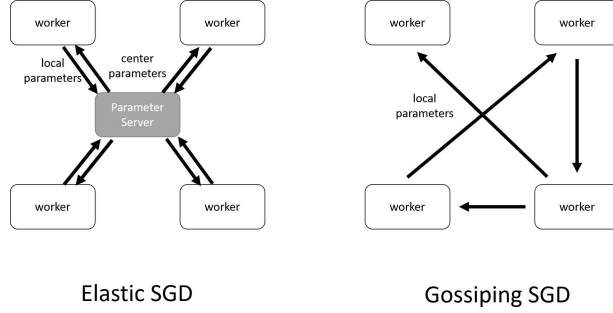 worker
worker
local
parameters
center
parameters
Parameter
Server
worker
worker
Elastic SGD
worker
worker
local
parameters
worker
worker
Gossiping SGD